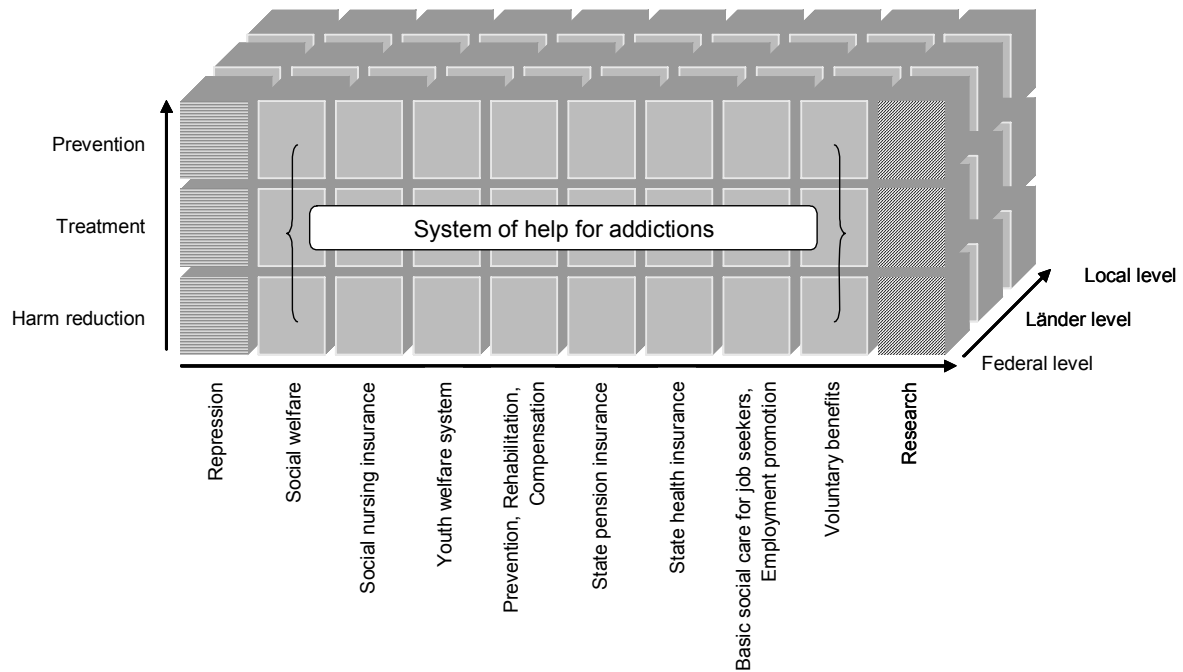 Prevention
Treatment
System of help for addictions
Harm reduction
Local level
Länder level
Federal level
Repression
Social welfare
Social nursing insurance
Youth welfare system
Prevention, Rehabilitation,
Compensation
State pension insurance
State health insurance
Basic social care for job seekers,
Employment promotion
Voluntary benefits
Research